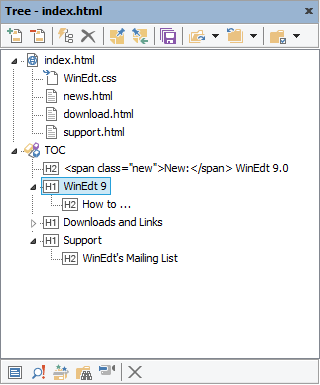 Tree - index.html
index.html
WinEdt.css
news.html
download.html
support.html
TOC
H2 <span class="new">New:</span> WinEdt 9.0
H1 WinEdt 9
H2 How to ...
H1 Downloads and Links
H1 Support
H2 WinEdt's Mailing List